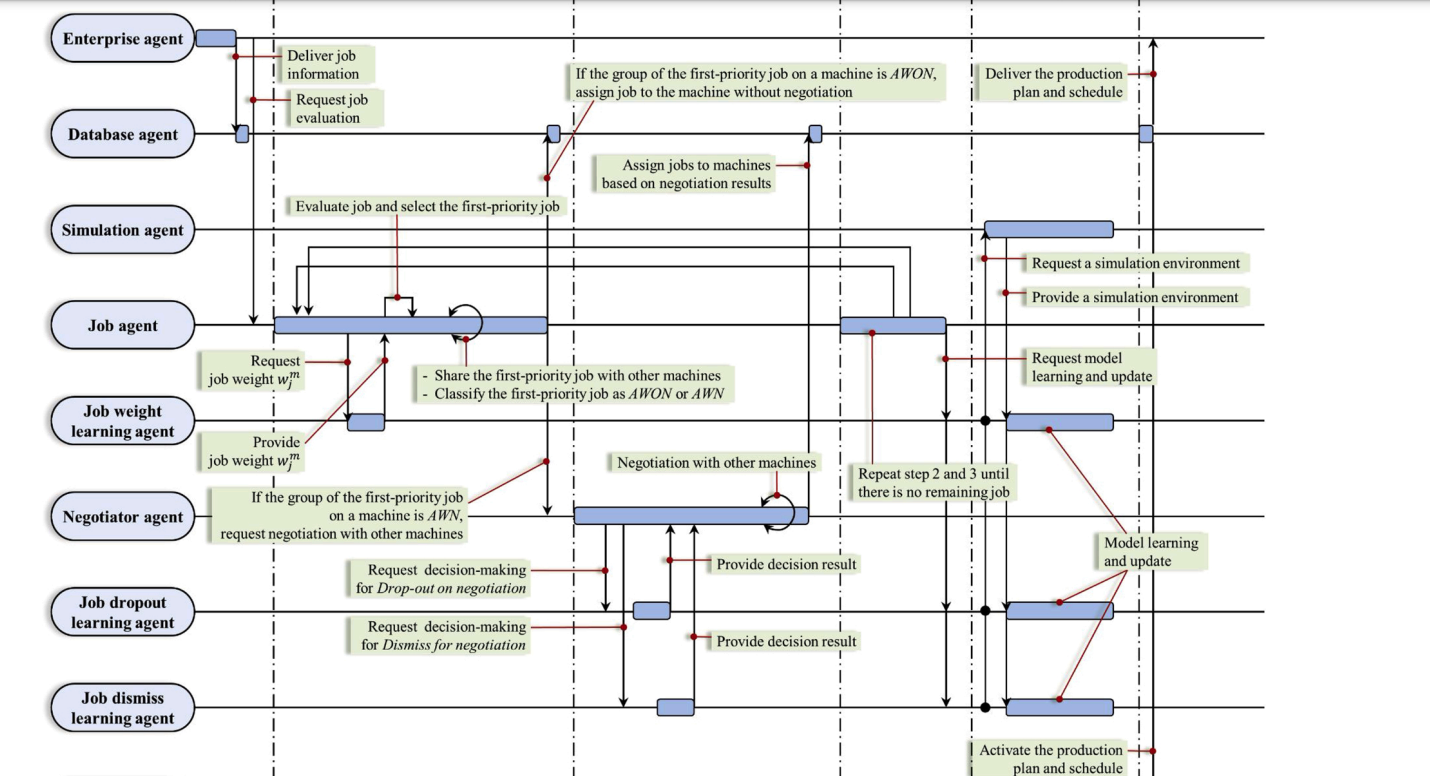 Enterprise agent
Deliver job
information
Request job
evaluation
If the group of the first-priority job on a machine is AWON,
assign job to the machine without negotiation
Deliver the production
plan and schedule
Database agent
Assign jobs to machines
based on negotiation results
Evaluate job and select the first-priority job
Simulation agent
Request a simulation environment
Provide a simulation environment
Job agent
Request
job weight w_j^m
- Share the first-priority job with other machines
- Classify the first-priority job as AWON or AWN
Request model
learning and update
Job weight
learning agent
Provide
job weight w_j^m
Negotiation with other machines
Repeat step 2 and 3 until
there is no remaining job
If the group of the first-priority job
on a machine is AWN,
request negotiation with other machines
Negotiator agent
Model learning
and update
Request decision-making
for Drop-out on negotiation
Provide decision result
Job dropout
learning agent
Request decision-making
for Dismiss for negotiation
Provide decision result
Job dismiss
learning agent
Activate the production
plan and schedule